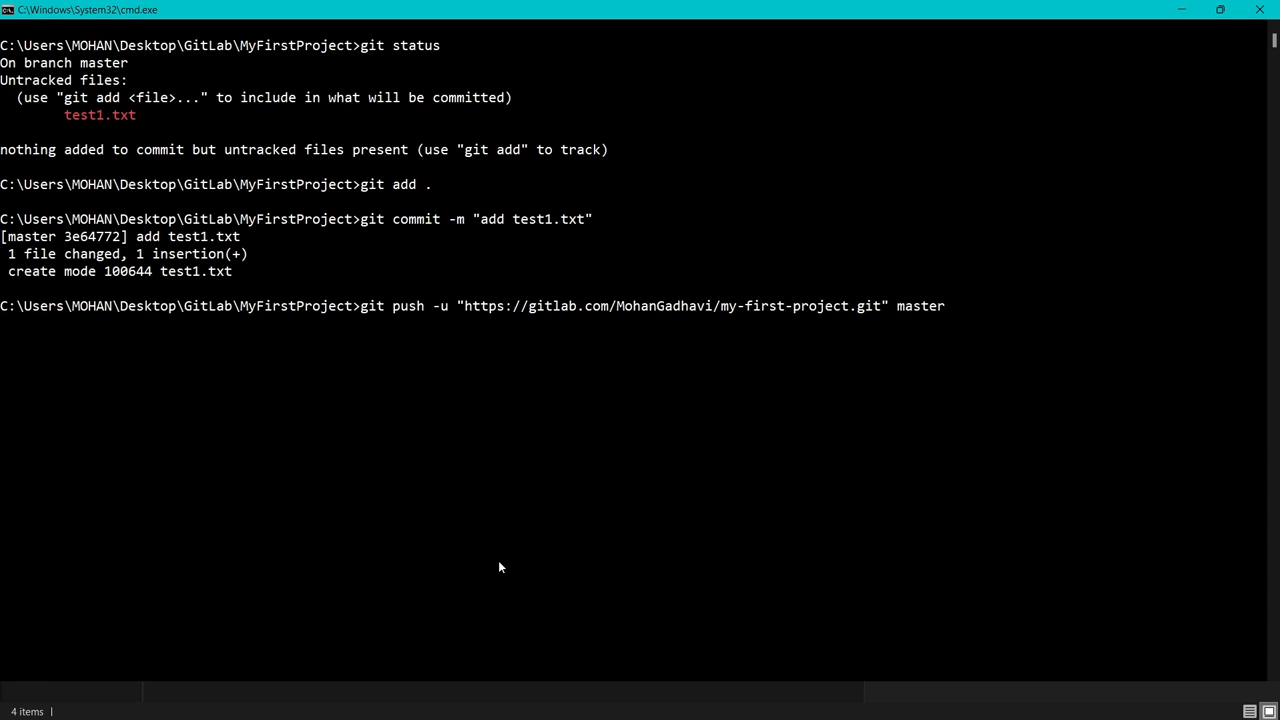 C:\Windows\System32\cmd.exe
C:\Users\MOHAN\Desktop\GitLab\MyFirstProject>git status
On branch master
Untracked files:
  (use "git add <file>..." to include in what will be committed)
        test1.txt
nothing added to commit but untracked files present (use "git add" to track)
C:\Users\MOHAN\Desktop\GitLab\MyFirstProject>git add .
C:\Users\MOHAN\Desktop\GitLab\MyFirstProject>git commit -m "add test1.txt"
[master 3e64772] add test1.txt
 1 file changed, 1 insertion(+)
 create mode 100644 test1.txt
C:\Users\MOHAN\Desktop\GitLab\MyFirstProject>git push -u "https://gitlab.com/MohanGadhavi/my-first-project.git" master
4 items